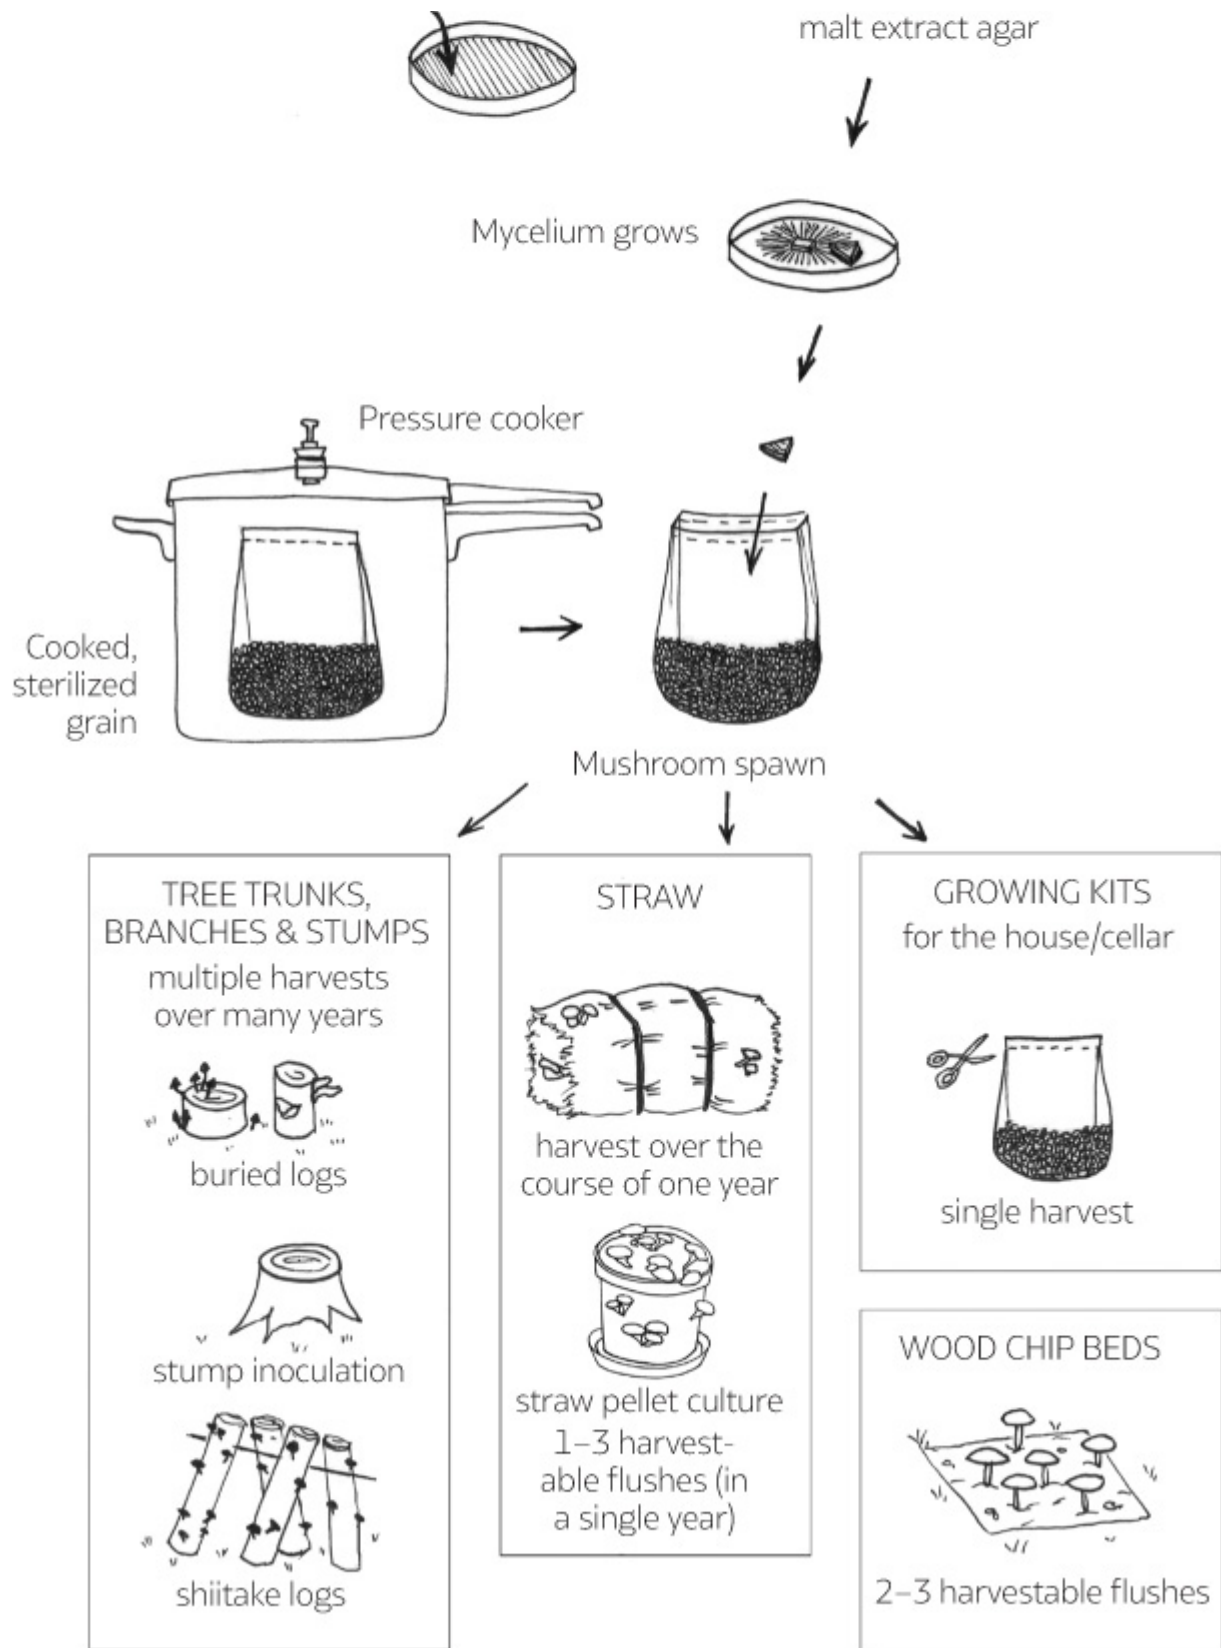 malt extract agar
Mycelium grows
Pressure cooker
Cooked,
sterilized
grain
Mushroom spawn
TREE TRUNKS,
BRANCHES & STUMPS
multiple harvests
over many years
buried logs
stump inoculation
shiitake logs
STRAW
harvest over the
course of one year
straw pellet culture
1–3 harvest-
able flushes (in
a single year)
GROWING KITS
for the house/cellar
single harvest
WOOD CHIP BEDS
2–3 harvestable flushes